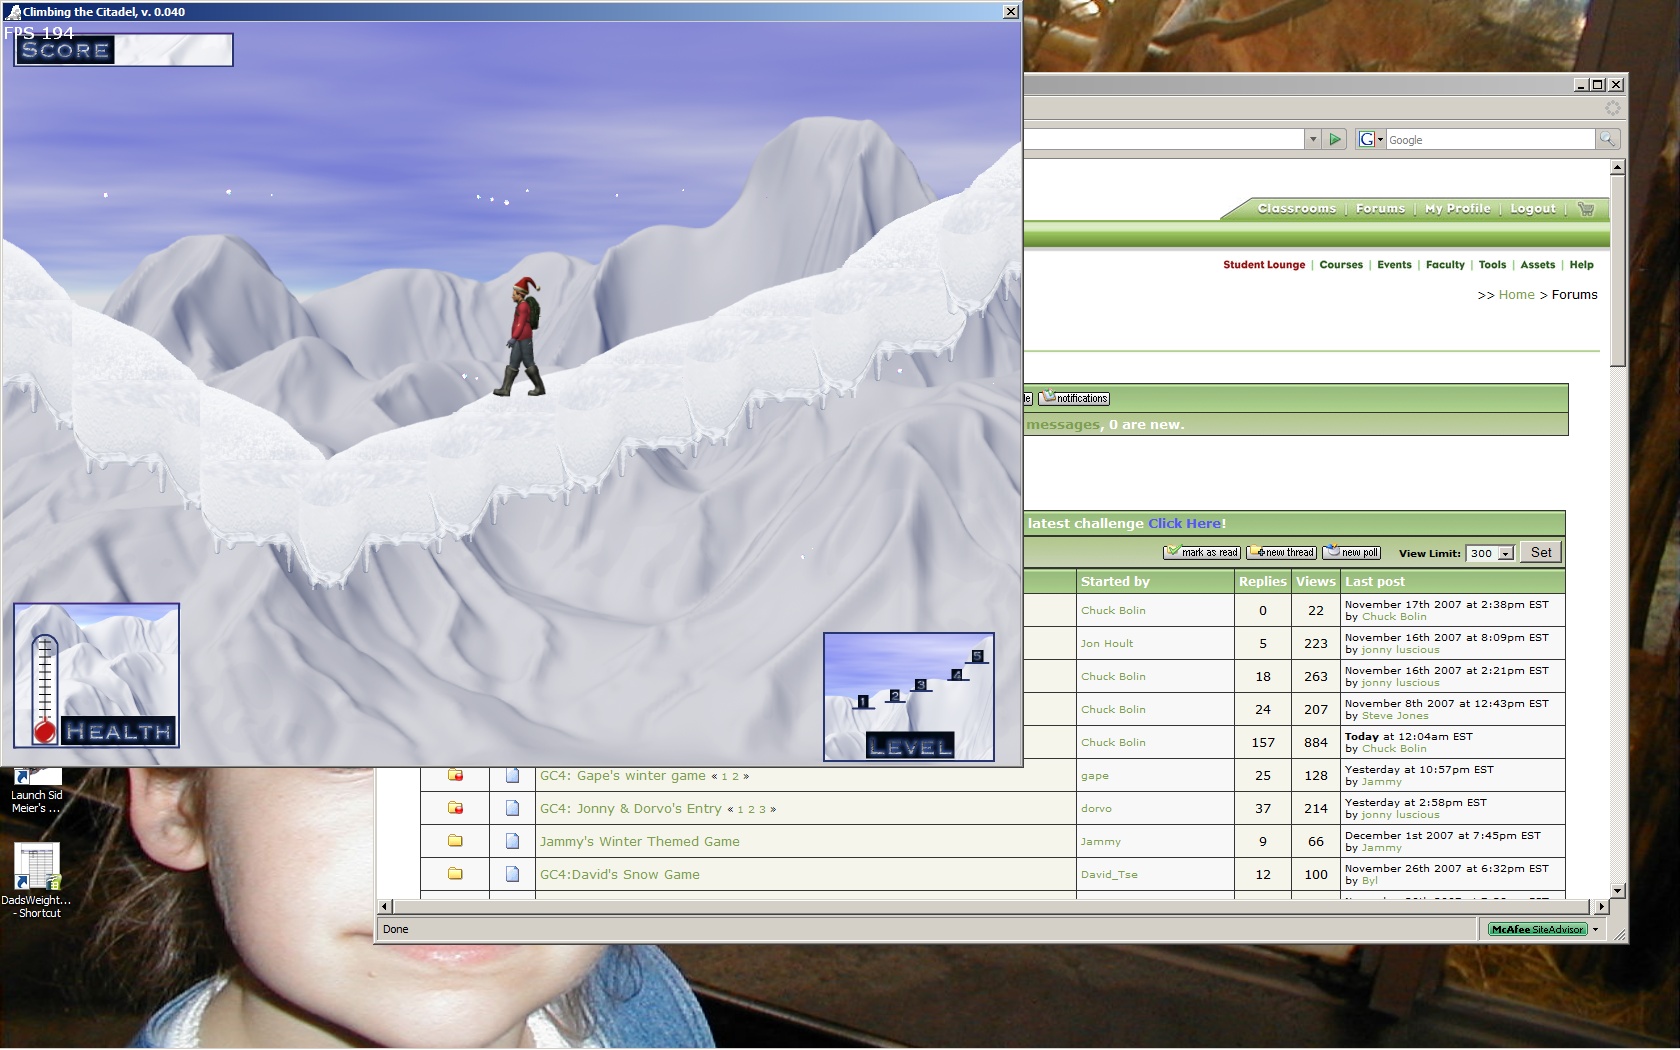 Climbing the Citadel, v. 0.040
FPS 194
SCORE
Google
Classrooms | Forums | My Profile | Logout |
Student Lounge | Courses | Events | Faculty | Tools | Assets | Help
>> Home > Forums
notifications
messages, 0 are new.
latest challenge Click Here!
mark as read new thread new poll View Limit: 300 Set
Started by Replies Views Last post
Chuck Bolin 0 22 November 17th 2007 at 2:38pm EST
by Chuck Bolin
Jon Hoult 5 223 November 16th 2007 at 8:09pm EST
by jonny luscious
Chuck Bolin 18 263 November 16th 2007 at 2:21pm EST
by jonny luscious
Chuck Bolin 24 207 November 8th 2007 at 12:43pm EST
by Steve Jones
Chuck Bolin 157 884 Today at 12:04am EST
by Chuck Bolin
GC4: Gape's winter game « 1 2 » gape 25 128 Yesterday at 10:57pm EST
by Jammy
GC4: Jonny & Dorvo's Entry « 1 2 3 » dorvo 37 214 Yesterday at 2:58pm EST
by jonny luscious
Jammy's Winter Themed Game Jammy 9 66 December 1st 2007 at 7:45pm EST
by Jammy
GC4:David's Snow Game David_Tse 12 100 November 26th 2007 at 6:32pm EST
by Byl
Done
McAfee SiteAdvisor
HEALTH
1 2 3 4 5
LEVEL
Launch Sid
Meier's ...
DadsWeight...
- Shortcut